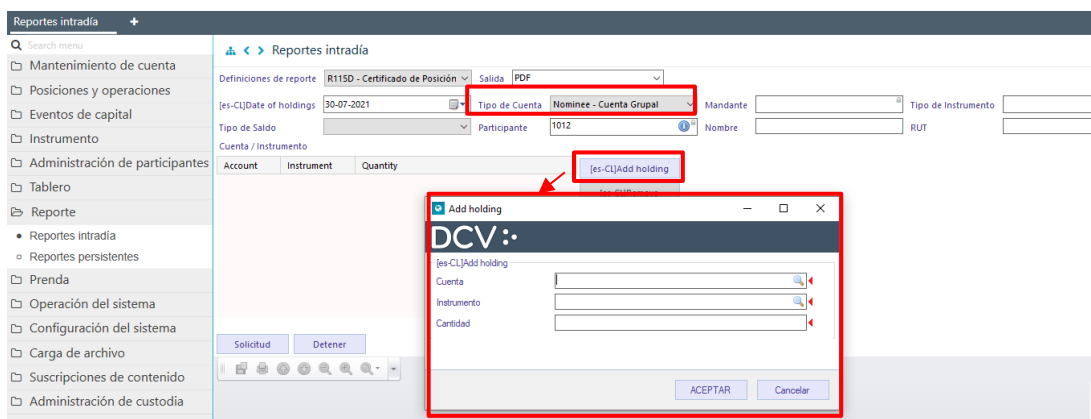 Reportes intradía +
Search menu
Mantenimiento de cuenta
Posiciones y operaciones
Eventos de capital
Instrumento
Administración de participantes
Tablero
Reporte
Reportes intradía
Reportes persistentes
Prenda
Operación del sistema
Configuración del sistema
Carga de archivo
Suscripciones de contenido
Administración de custodia
Reportes intradía
Definiciones de reporte R115D - Certificado de Posición Salida PDF
[es-CL]Date of holdings 30-07-2021 Tipo de Cuenta Nominee - Cuenta Grupal Mandante Tipo de Instrumento
Tipo de Saldo Participante 1012 Nombre RUT
Cuenta / Instrumento
Account Instrument Quantity [es-CL]Add holding
Add holding
DCV
[es-CL]Add holding
Cuenta
Instrumento
Cantidad
ACEPTAR Cancelar
Solicitud Detener